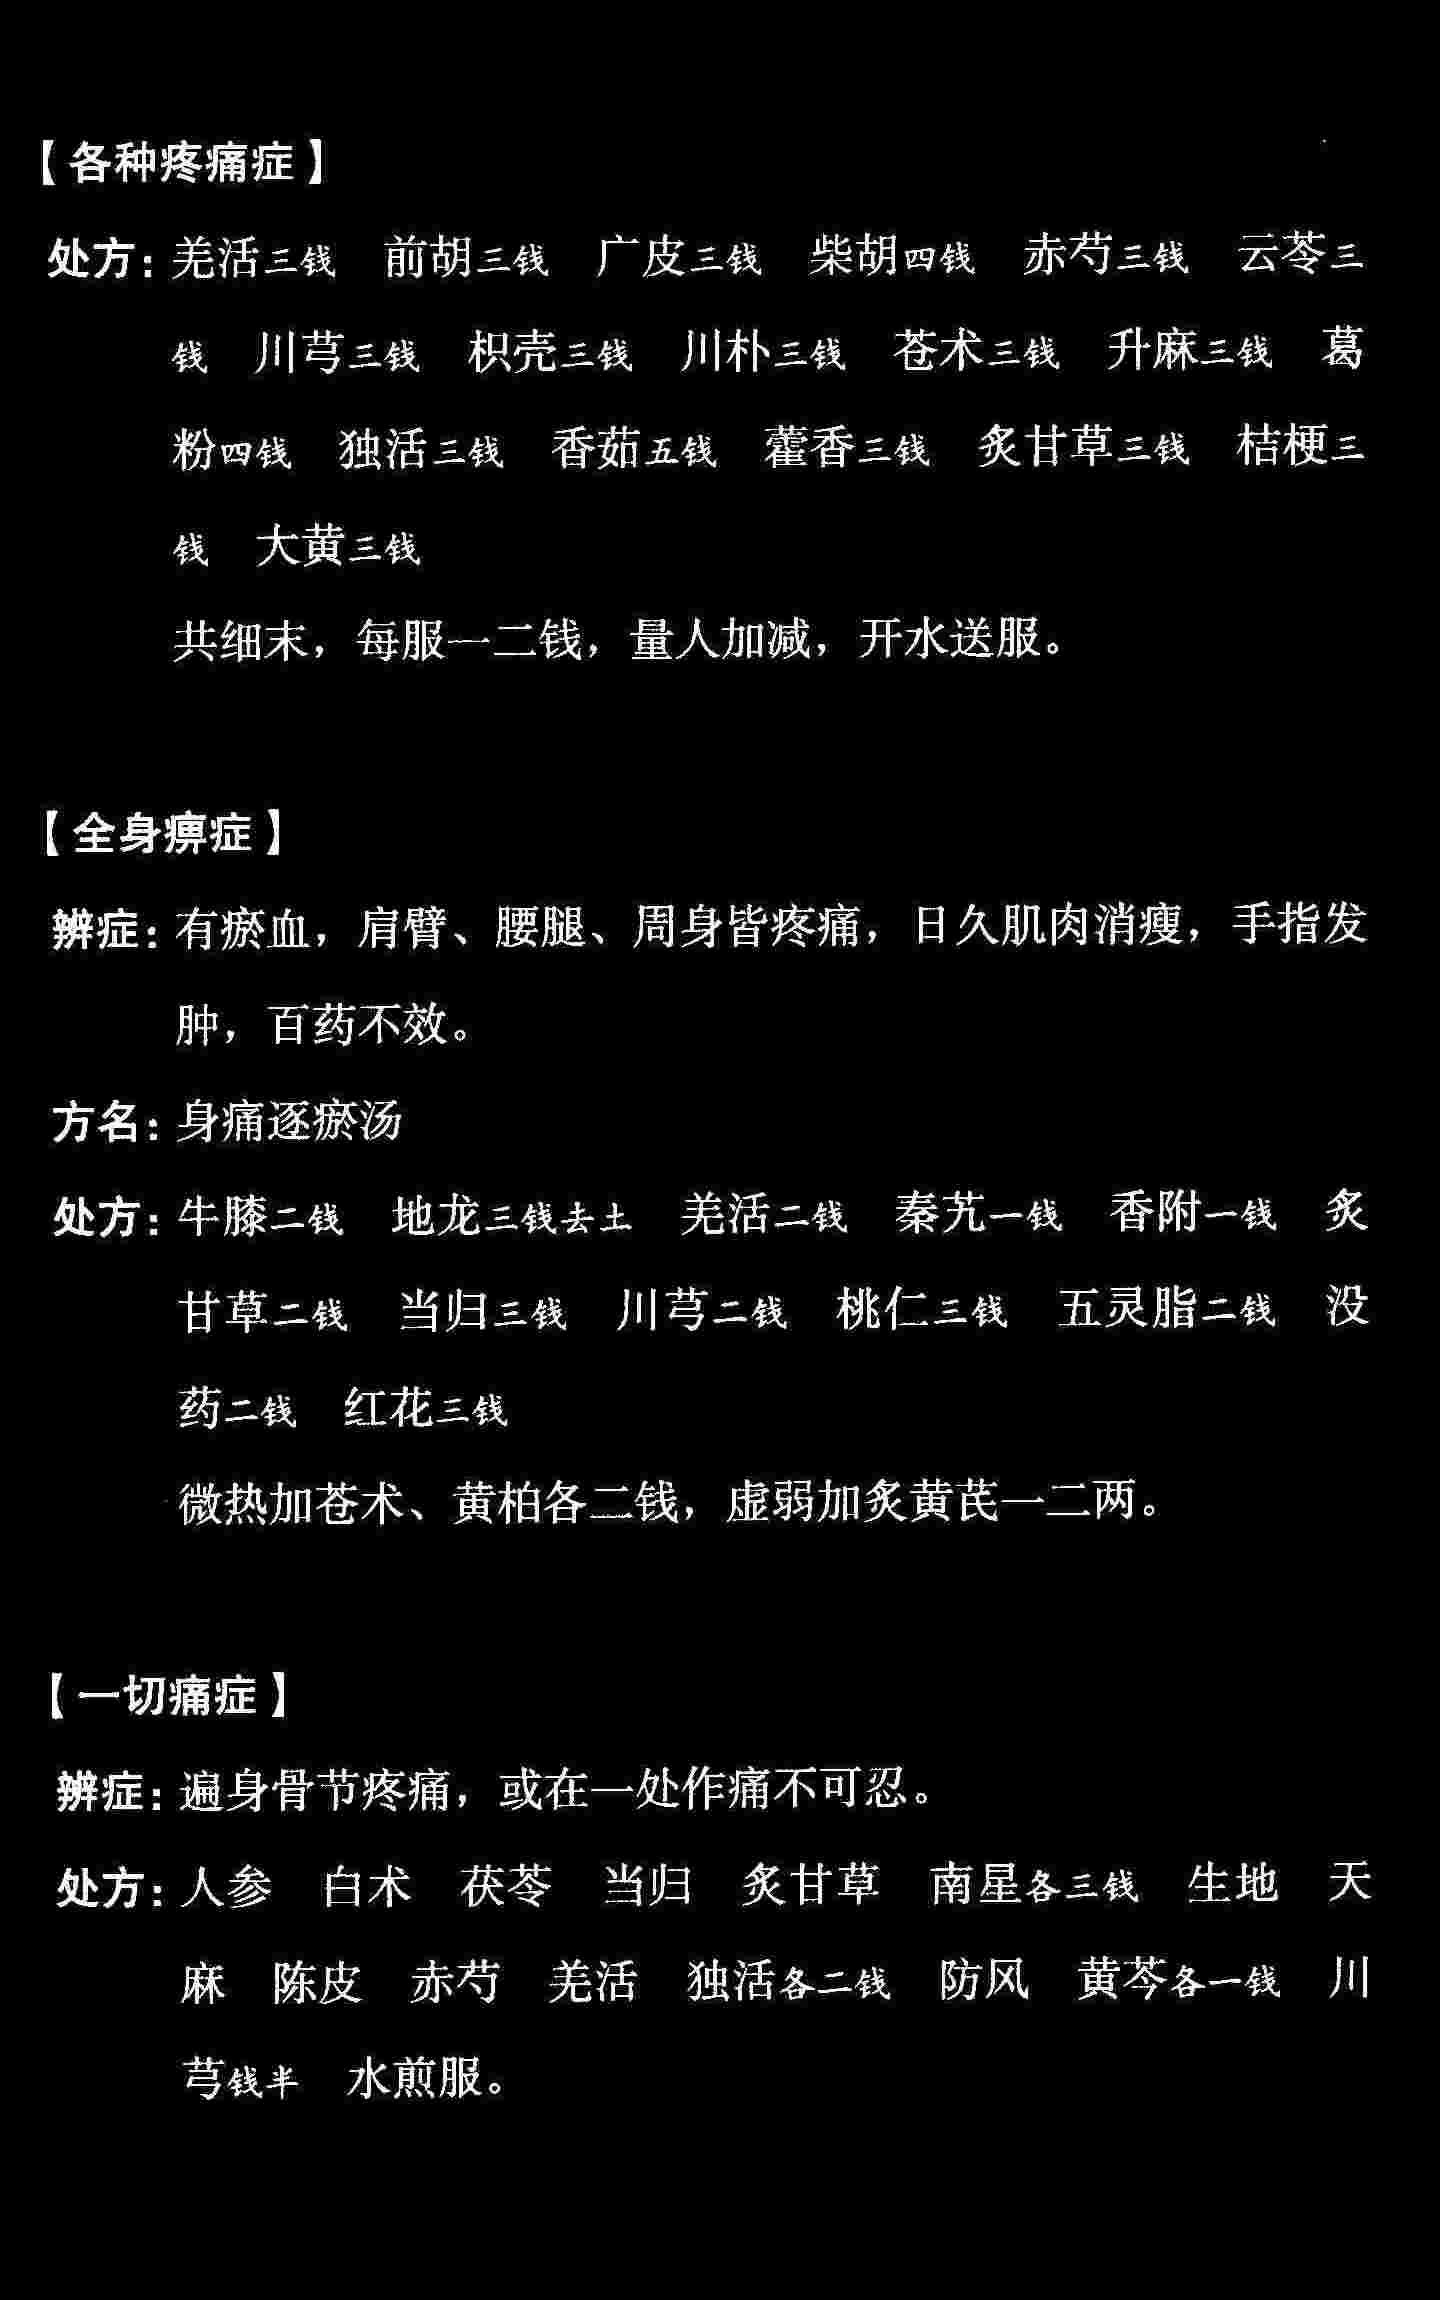 【各种疼痛症】
处方：羌活三钱 前胡三钱 广皮三钱 柴胡四钱 赤芍三钱 云苓三
钱 川芎三钱 枳壳三钱 川朴三钱 苍术三钱 升麻三钱 葛
粉四钱 独活三钱 香茹五钱 藿香三钱 炙甘草三钱 桔梗三
钱 大黄三钱
共细末，每服一二钱，量人加减，开水送服。
【全身痹症】
辨症：有瘀血，肩臂、腰腿、周身皆疼痛，日久肌肉消瘦，手指发
肿，百药不效。
方名：身痛逐瘀汤
处方：牛膝二钱 地龙三钱去土 羌活二钱 秦艽一钱 香附一钱 炙
甘草二钱 当归三钱 川芎二钱 桃仁三钱 五灵脂二钱 没
药二钱 红花三钱
微热加苍术、黄柏各二钱，虚弱加炙黄芪一二两。
【一切痛症】
辨症：遍身骨节疼痛，或在一处作痛不可忍。
处方：人参 白术 茯苓 当归 炙甘草 南星各三钱 生地 天
麻 陈皮 赤芍 羌活 独活各二钱 防风 黄芩各一钱 川
芎钱半 水煎服。